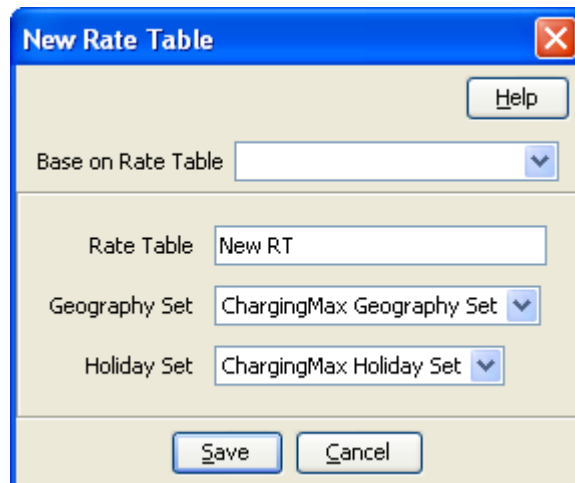 New Rate Table
Help
Base on Rate Table
Rate Table New RT
Geography Set ChargingMax Geography Set
Holiday Set ChargingMax Holiday Set
Save Cancel